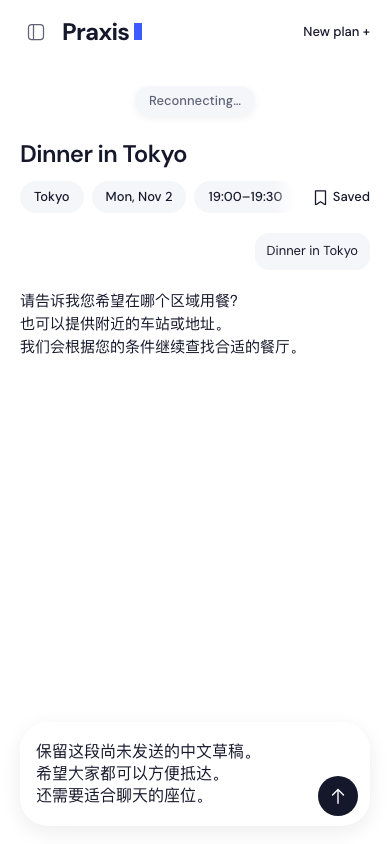 Praxis
New plan +
Reconnecting...
Dinner in Tokyo
Tokyo
Mon, Nov 2
19:00–19:30
Saved
Dinner in Tokyo
请告诉我您希望在哪个区域用餐?
也可以提供附近的车站或地址。
我们会根据您的条件继续查找合适的餐厅。
保留这段尚未发送的中文草稿。
希望大家都可以方便抵达。
还需要适合聊天的座位。